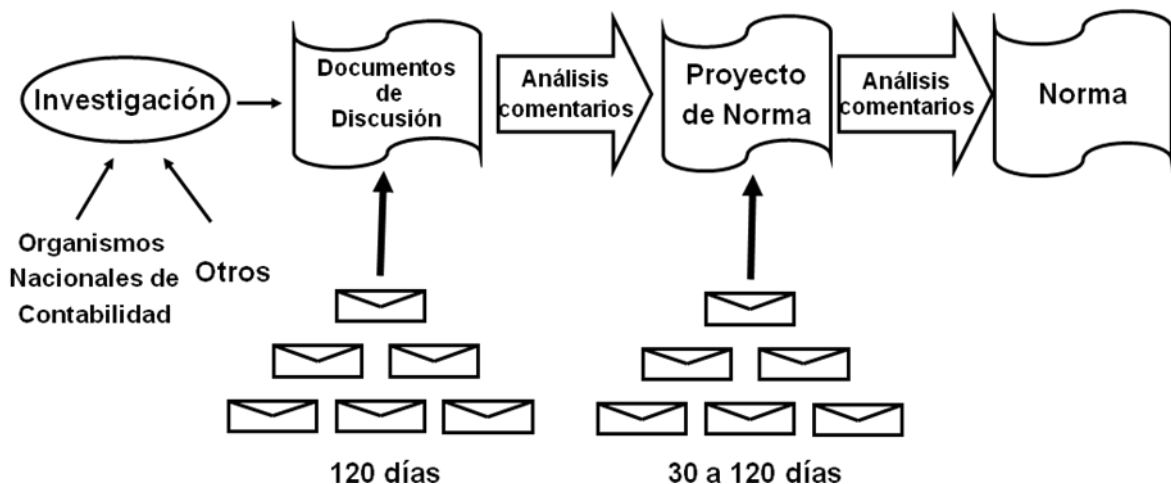 Investigación
Documentos
de
Discusión
Análisis
comentarios
Proyecto
de Norma
Análisis
comentarios
Norma
Organismos
Nacionales de
Contabilidad
Otros
120 días
30 a 120 días